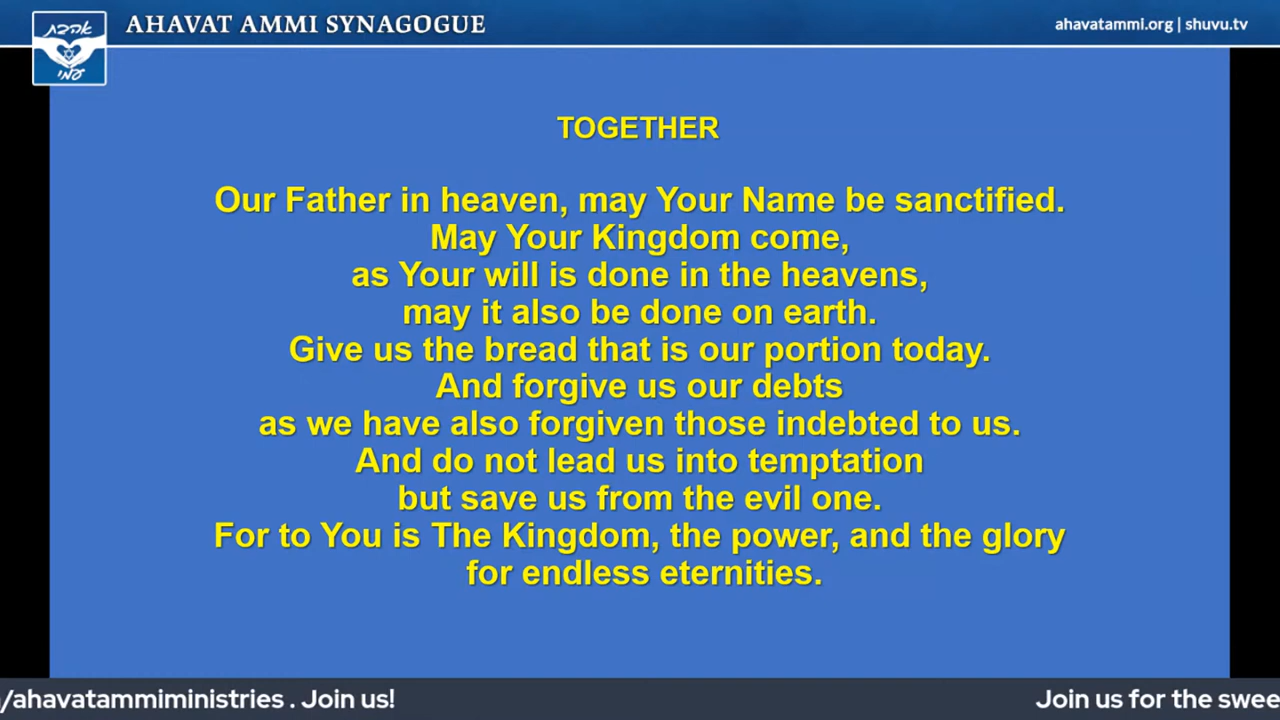 אהבת
עמי
AHAVAT AMMI SYNAGOGUE
ahavatammi.org | shuvu.tv
TOGETHER
Our Father in heaven, may Your Name be sanctified.
May Your Kingdom come,
as Your will is done in the heavens,
may it also be done on earth.
Give us the bread that is our portion today.
And forgive us our debts
as we have also forgiven those indebted to us.
And do not lead us into temptation
but save us from the evil one.
For to You is The Kingdom, the power, and the glory
for endless eternities.
/ahavatammiministries . Join us!
Join us for the swee